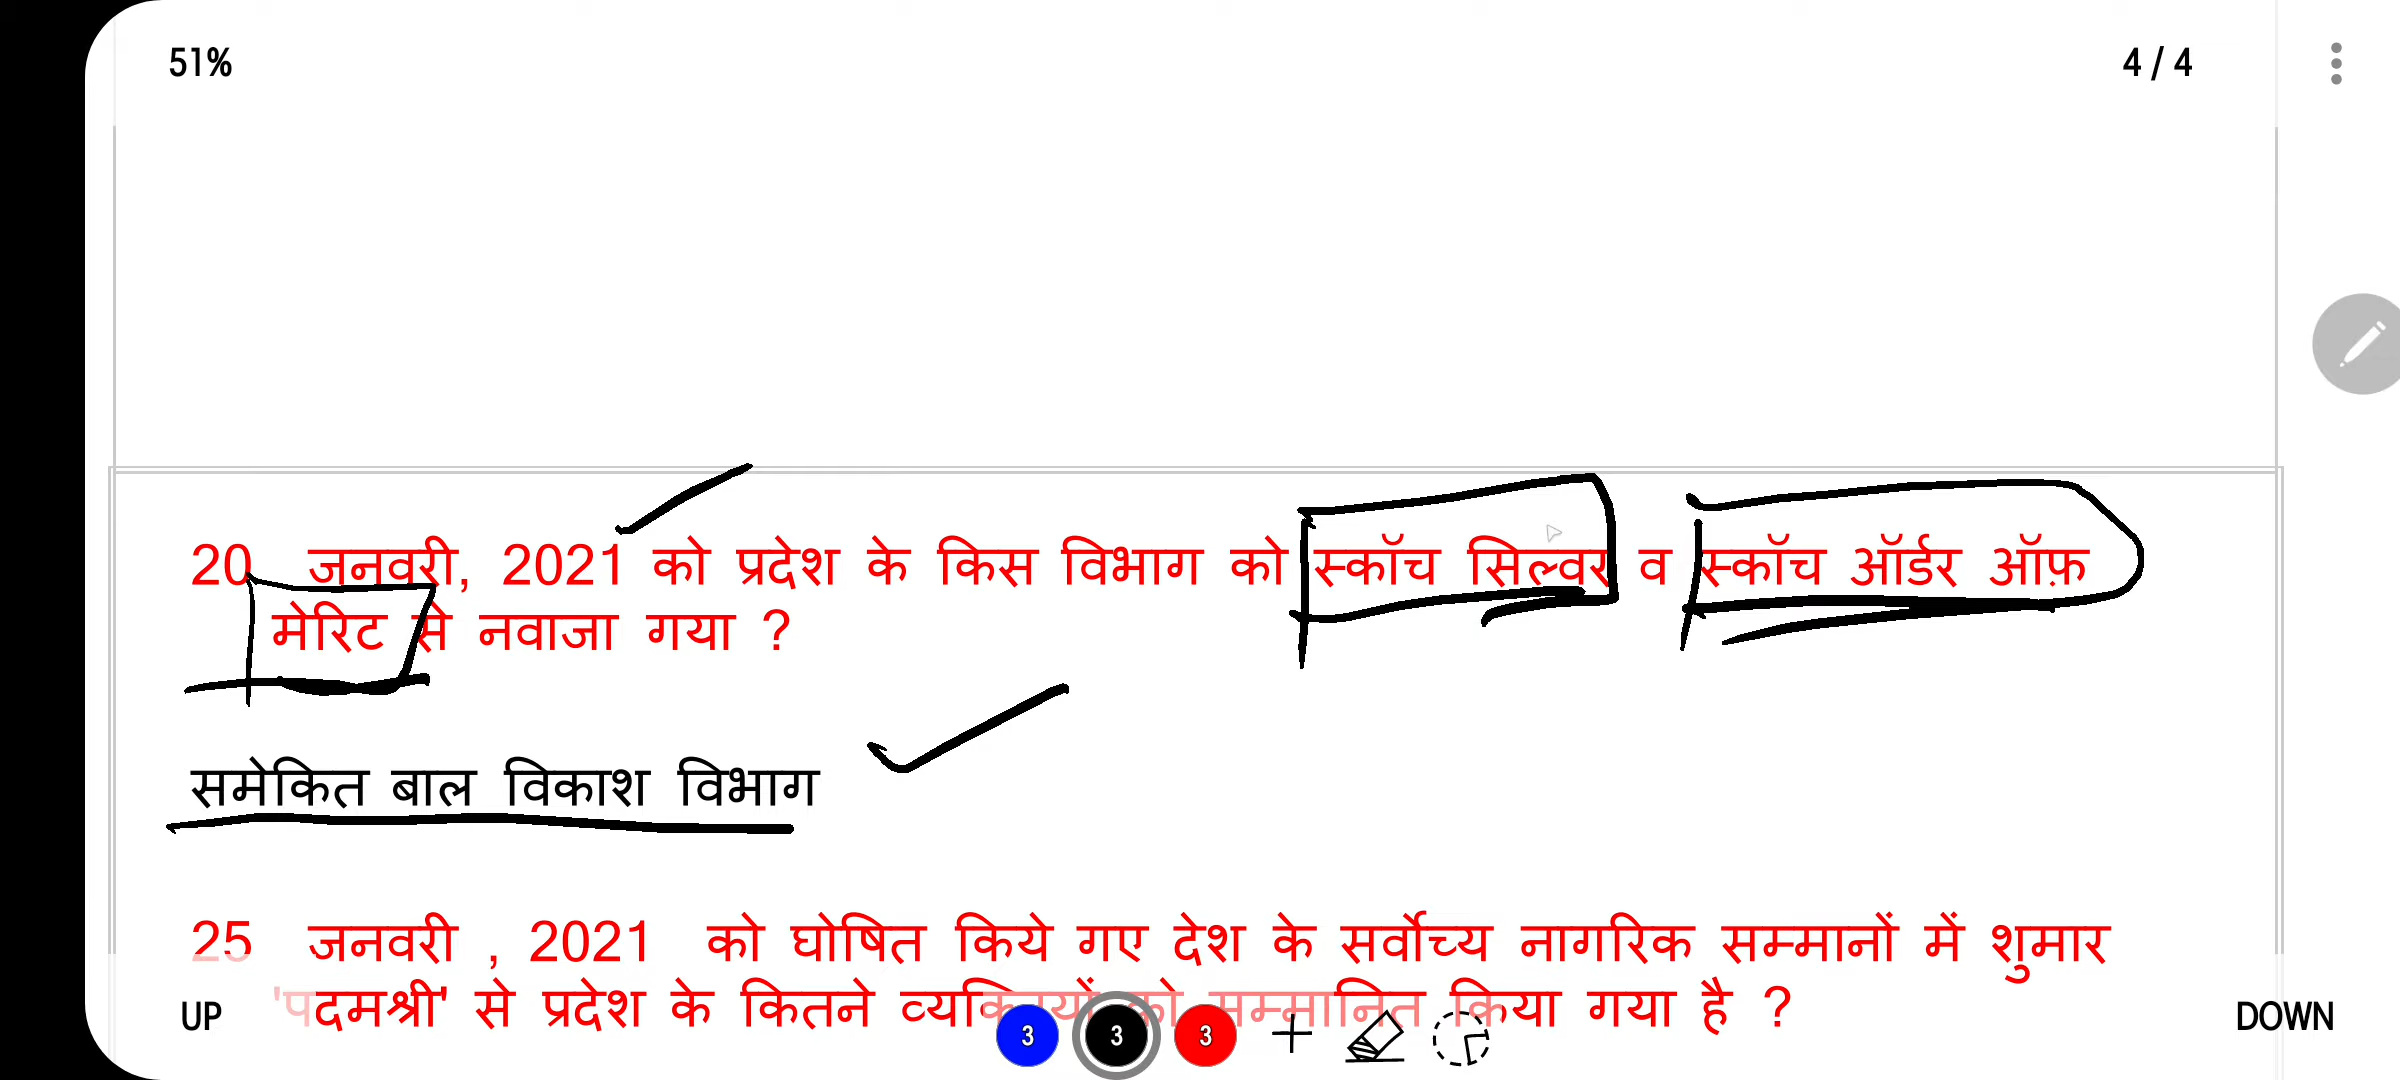 51%
4 / 4
20 जनवरी, 2021 को प्रदेश के किस विभाग को स्कॉच सिल्वर व स्कॉच ऑर्डर ऑफ़
मेरिट से नवाजा गया ?
समेकित बाल विकाश विभाग
25 जनवरी , 2021 को घोषित किये गए देश के सर्वोच्य नागरिक सम्मानों में शुमार
'पदमश्री' से प्रदेश के कितने व्यक्तियों को सम्मानित किया गया है ?
UP
3
3
3
DOWN